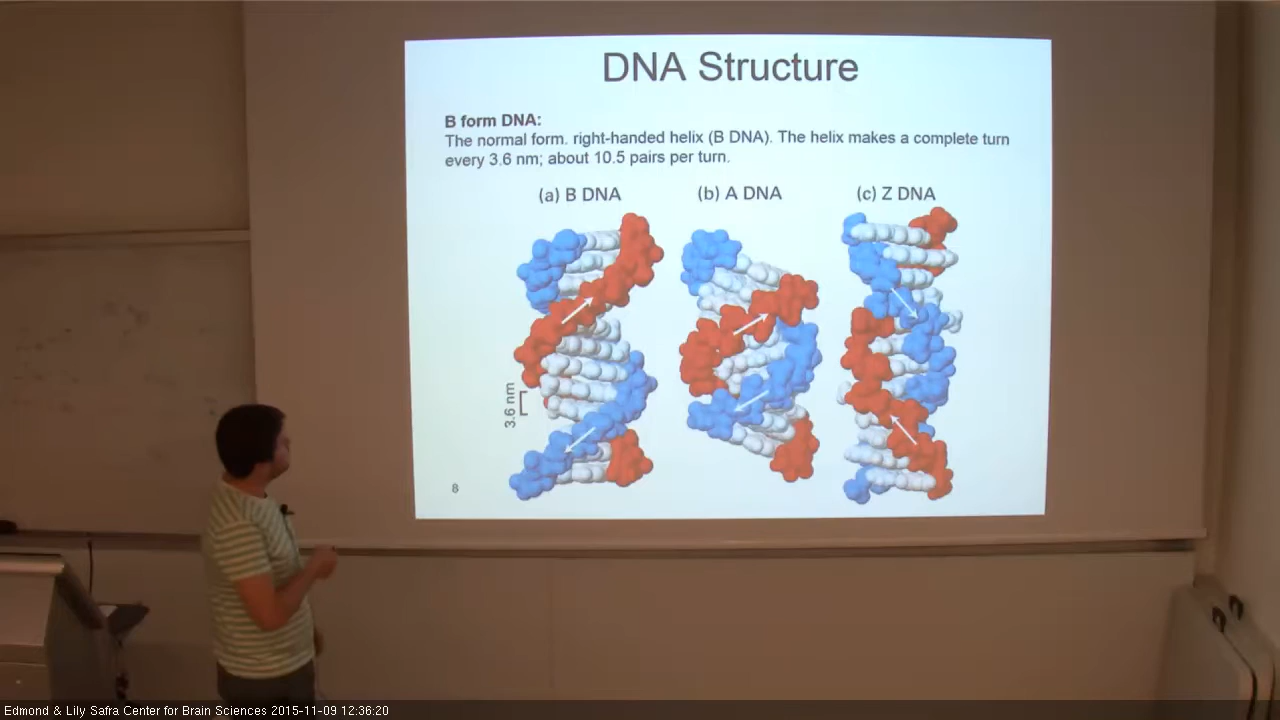 DNA Structure
B form DNA:
The normal form. right-handed helix (B DNA). The helix makes a complete turn
every 3.6 nm; about 10.5 pairs per turn.
(a) B DNA
(b) A DNA
(c) Z DNA
3.6 nm
8
Edmond & Lily Safra Center for Brain Sciences 2015-11-09 12:36:20